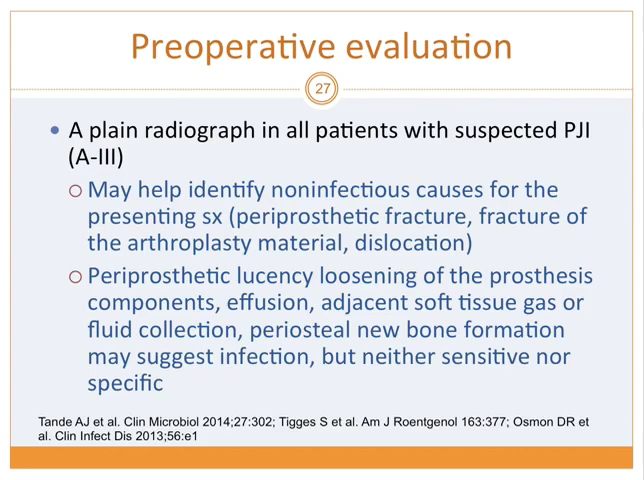 Preoperative evaluation
27
• A plain radiograph in all patients with suspected PJI
(A-III)
○ May help identify noninfectious causes for the
presenting sx (periprosthetic fracture, fracture of
the arthroplasty material, dislocation)
○ Periprosthetic lucency loosening of the prosthesis
components, effusion, adjacent soft tissue gas or
fluid collection, periosteal new bone formation
may suggest infection, but neither sensitive nor
specific
Tande AJ et al. Clin Microbiol 2014;27:302; Tigges S et al. Am J Roentgenol 163:377; Osmon DR et
al. Clin Infect Dis 2013;56:e1